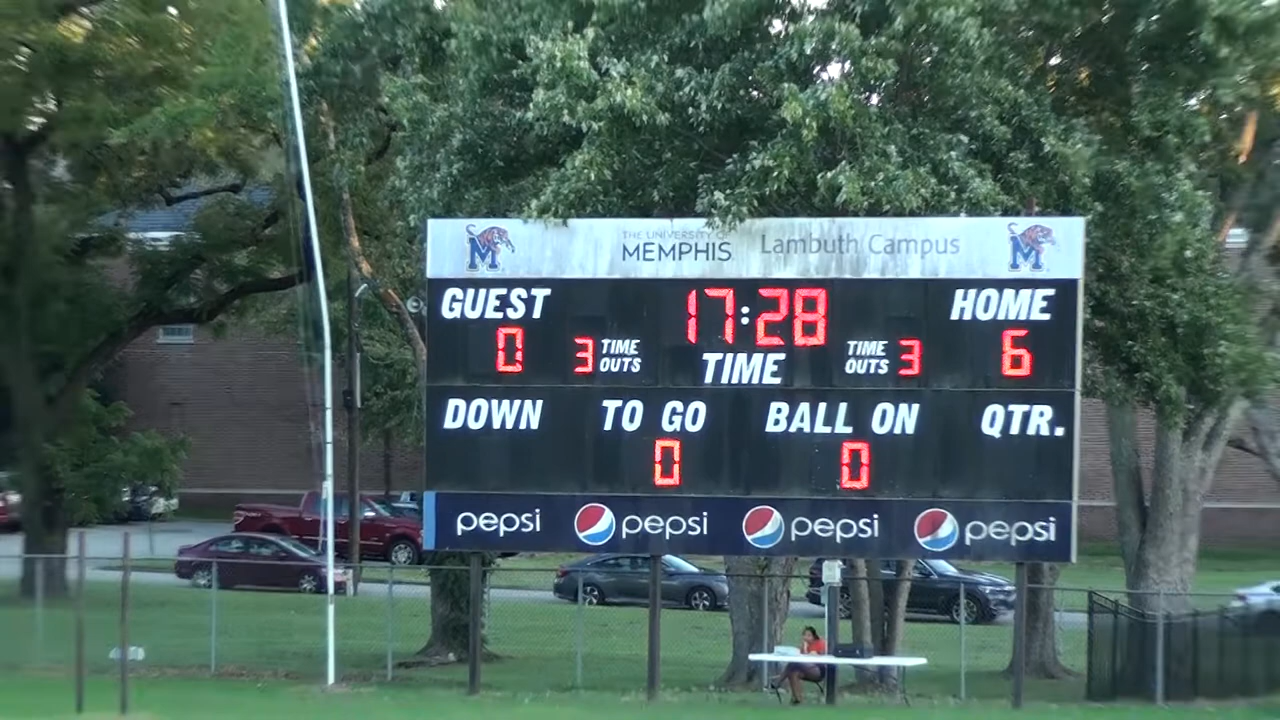 M THE UNIVERSITY OF MEMPHIS Lambuth Campus M
GUEST 17:28 HOME
0 3 TIME OUTS TIME TIME OUTS 3 6
DOWN TO GO BALL ON QTR.
0 0
pepsi pepsi pepsi pepsi